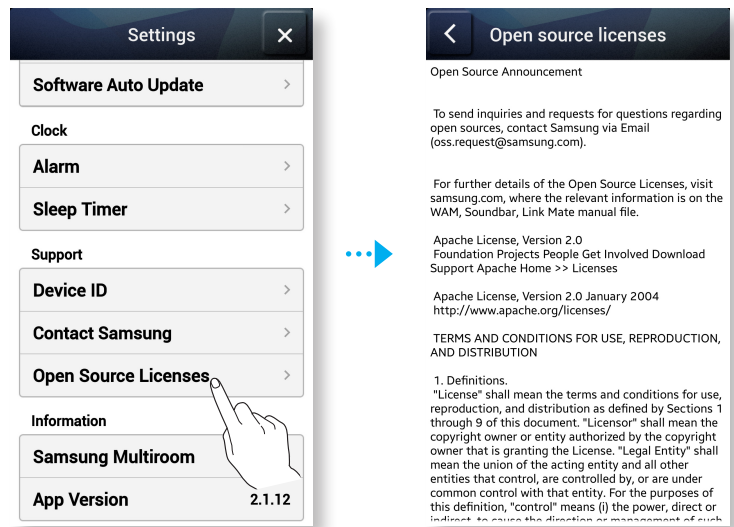 Settings
Software Auto Update
Clock
Alarm
Sleep Timer
Support
Device ID
Contact Samsung
Open Source Licenses
Information
Samsung Multiroom
App Version 2.1.12
Open source licenses
Open Source Announcement
To send inquiries and requests for questions regarding
open sources, contact Samsung via Email
(oss.request@samsung.com).
For further details of the Open Source Licenses, visit
samsung.com, where the relevant information is on the
WAM, Soundbar, Link Mate manual file.
Apache License, Version 2.0
Foundation Projects People Get Involved Download
Support Apache Home >> Licenses
Apache License, Version 2.0 January 2004
http://www.apache.org/licenses/
TERMS AND CONDITIONS FOR USE, REPRODUCTION,
AND DISTRIBUTION
1. Definitions.
"License" shall mean the terms and conditions for use,
reproduction, and distribution as defined by Sections 1
through 9 of this document. "Licensor" shall mean the
copyright owner or entity authorized by the copyright
owner that is granting the License. "Legal Entity" shall
mean the union of the acting entity and all other
entities that control, are controlled by, or are under
common control with that entity. For the purposes of
this definition, "control" means (i) the power, direct or
indirect, to cause the direction or management of such